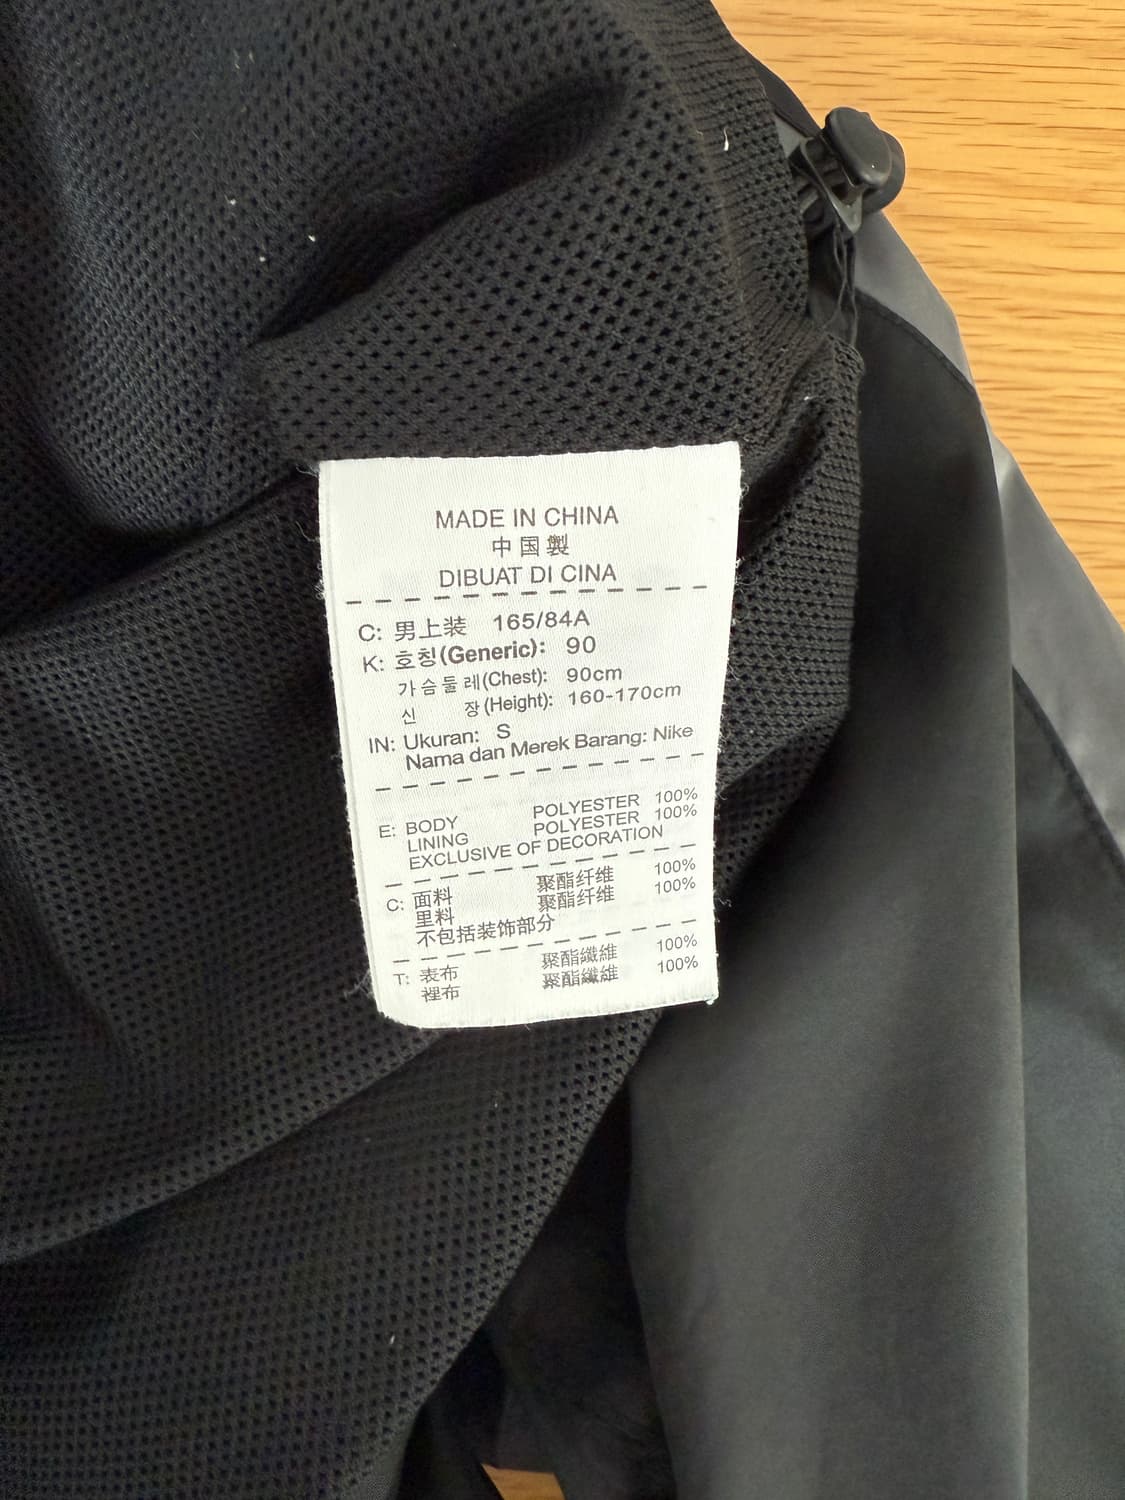 MADE IN CHINA
中国製
DIBUAT DI CINA
C: 男上装 165/84A
K: 호칭(Generic): 90
가슴둘레(Chest): 90cm
신 장(Height): 160-170cm
IN: Ukuran: S
Nama dan Merek Barang: Nike
E: BODY POLYESTER 100%
LINING POLYESTER 100%
EXCLUSIVE OF DECORATION
C: 面料 聚酯纤维 100%
里料 聚酯纤维 100%
不包括装饰部分
T: 表布 聚酯纖維 100%
裡布 聚酯纖維 100%